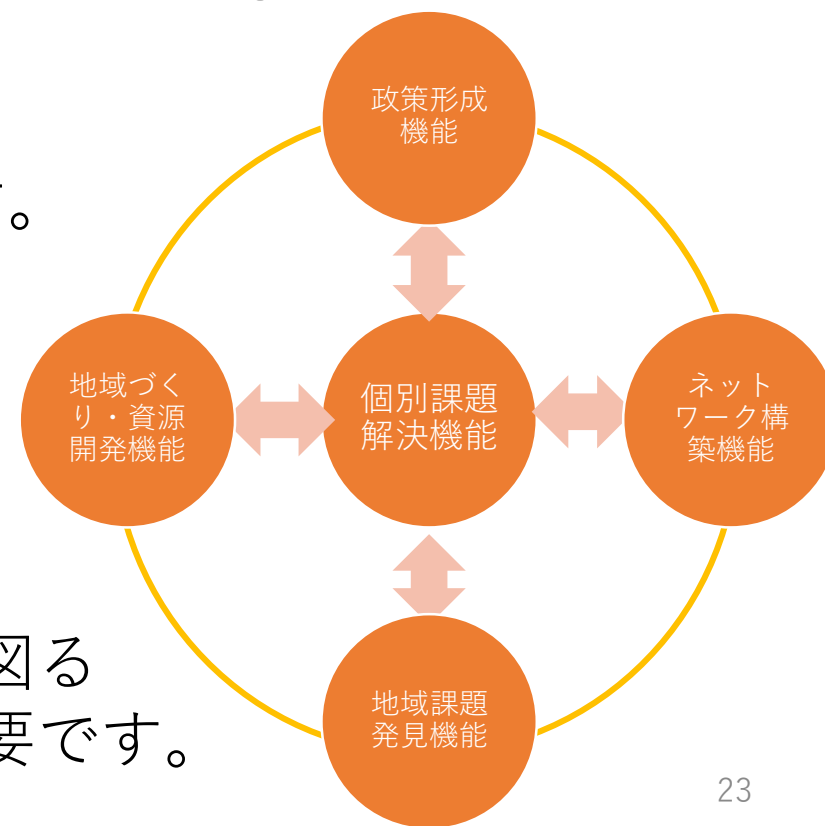 政策形成
機能
。
地域づく
り・資源
開発機能
個別課題
解決機能
ネット
ワーク構
築機能
図る
要です。
地域課題
発見機能
23